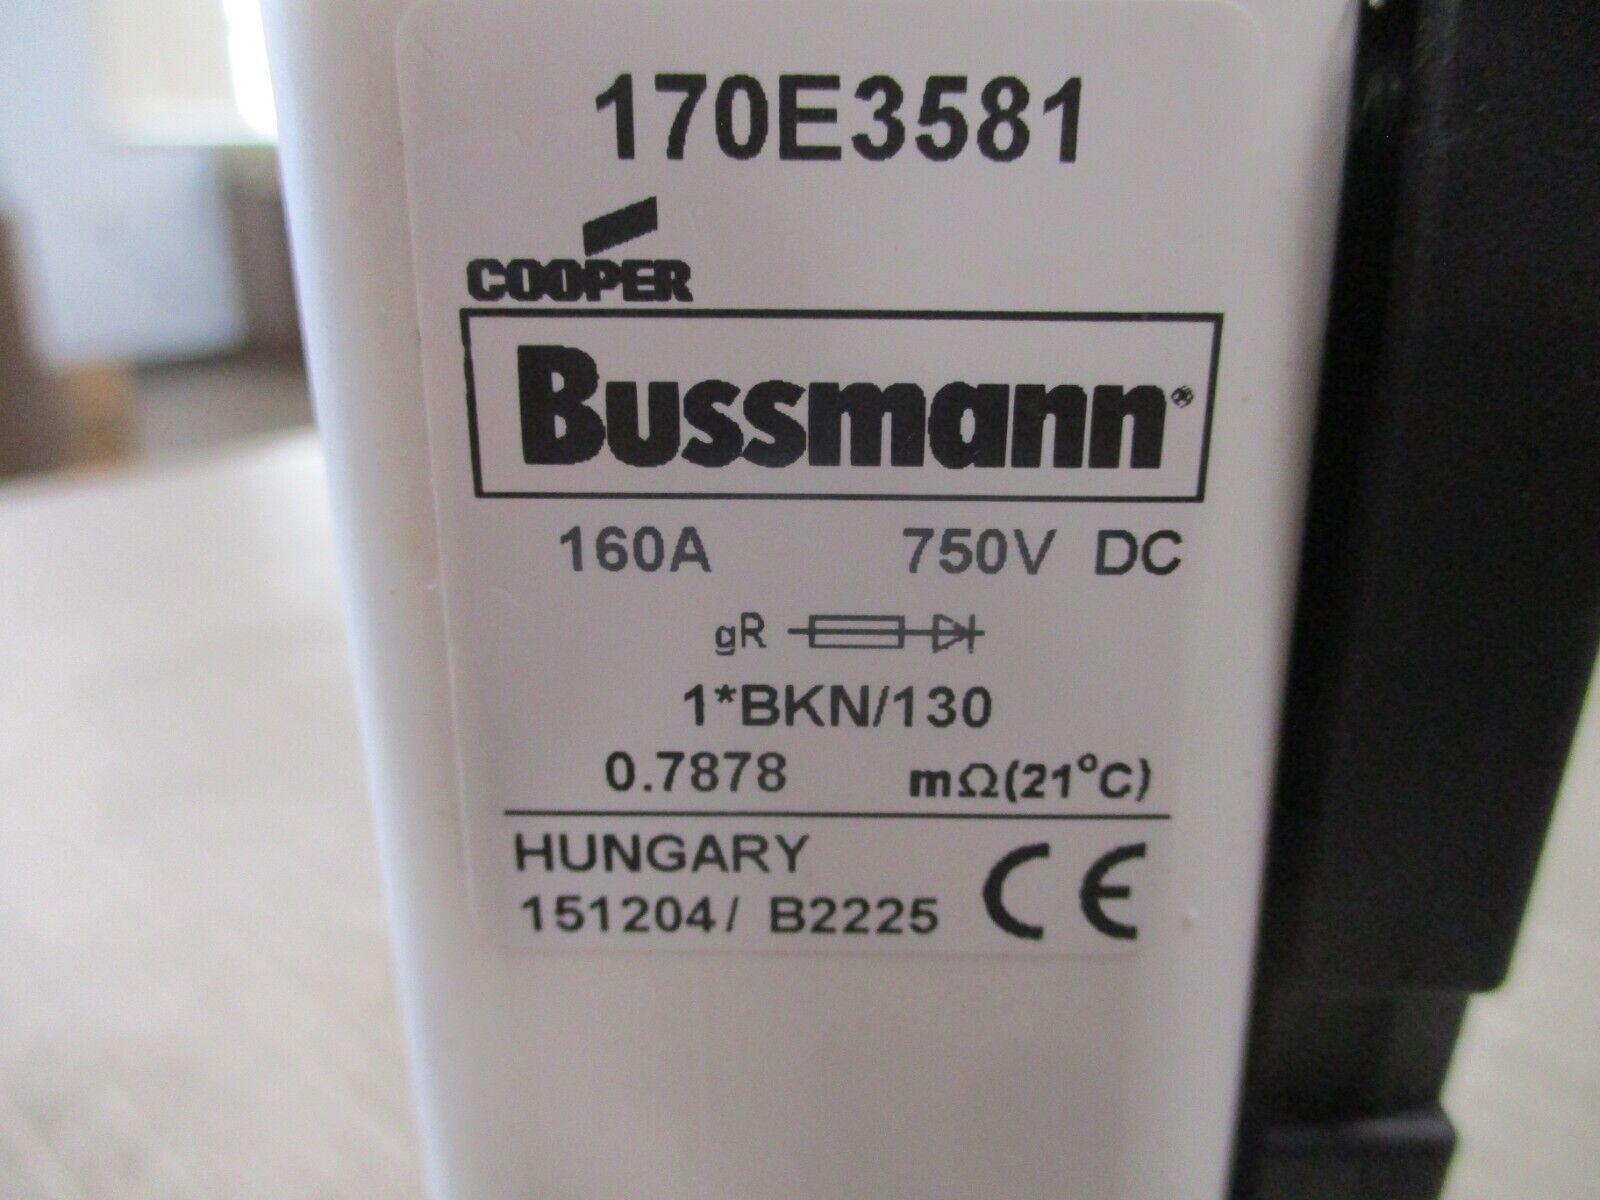 170E3581
COOPER
Bussmann®
160A 750V DC
gR
1*BKN/130
0.7878 mΩ(21°C)
HUNGARY
151204/ B2225 CE